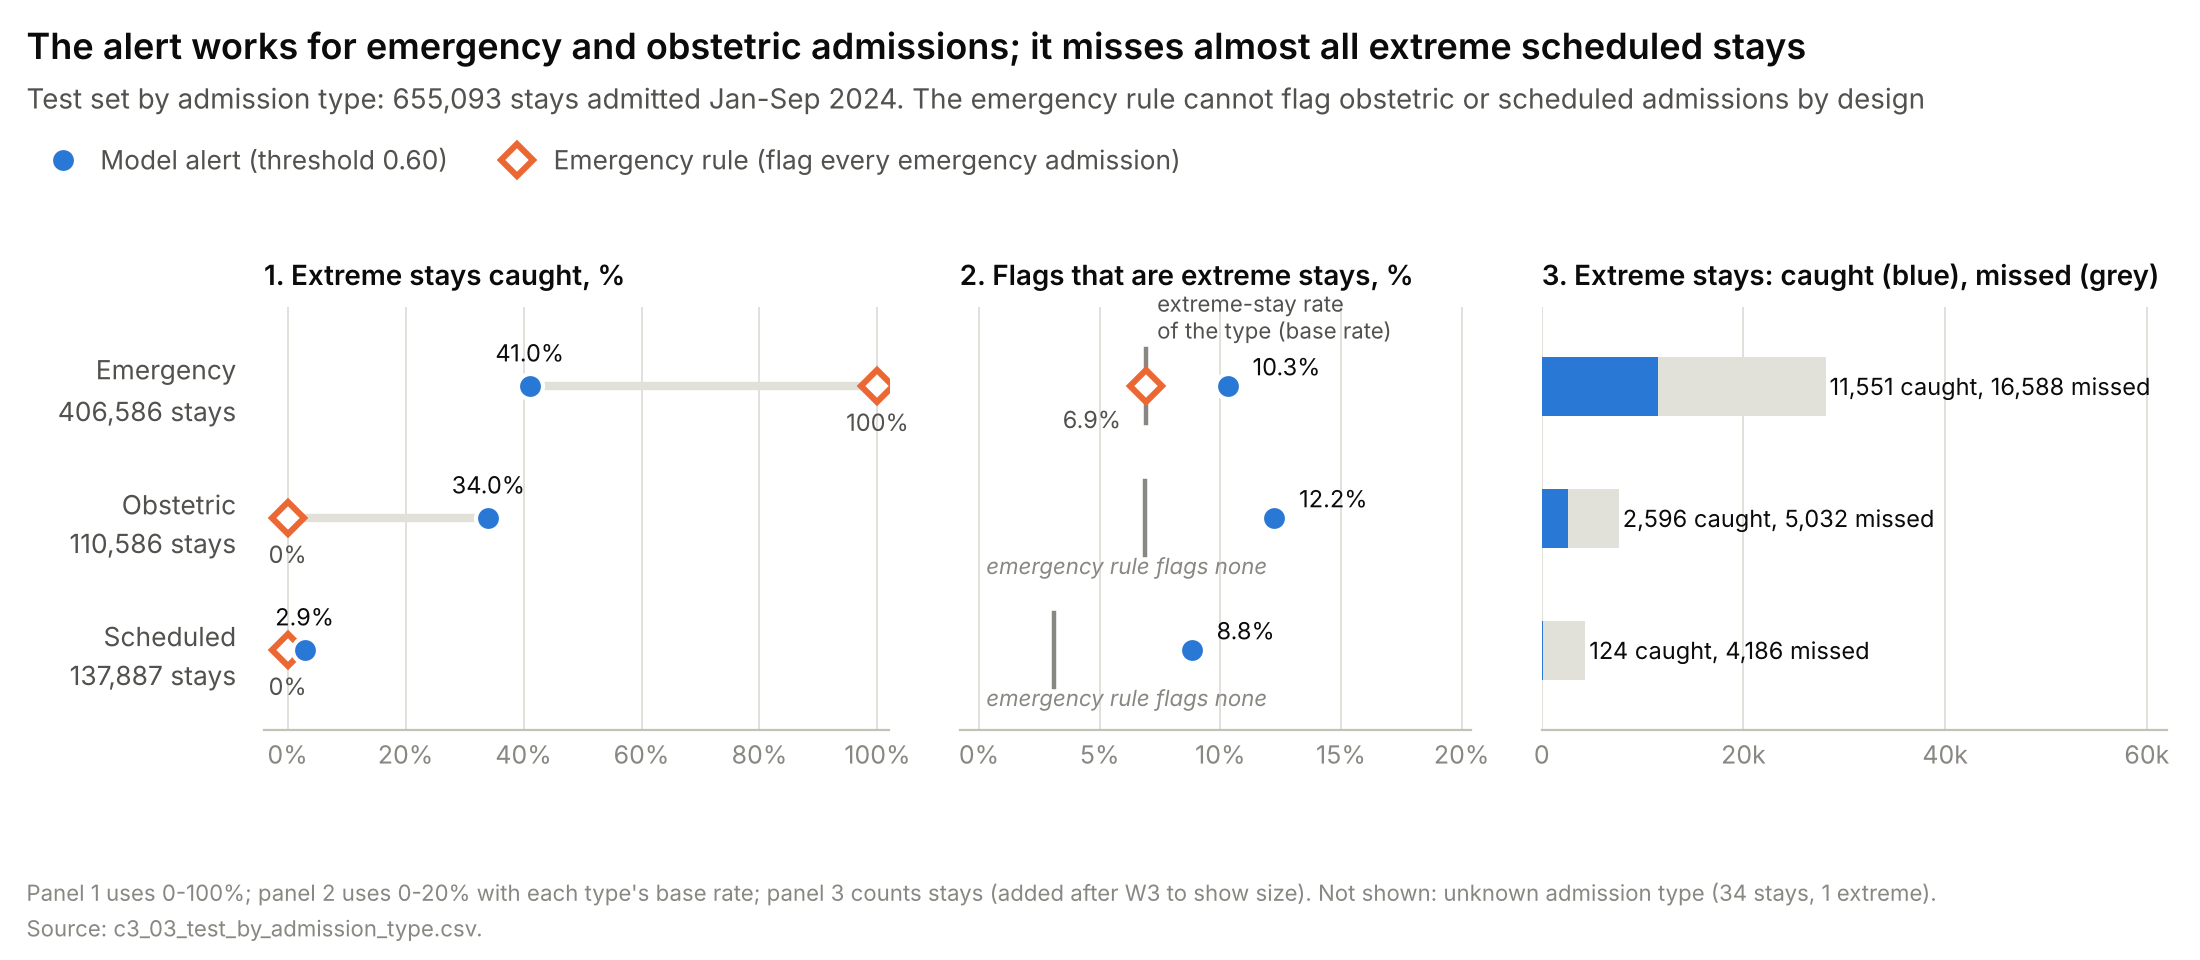 The alert works for emergency and obstetric admissions; it misses almost all extreme scheduled stays
Test set by admission type: 655,093 stays admitted Jan-Sep 2024. The emergency rule cannot flag obstetric or scheduled admissions by design
Model alert (threshold 0.60)
Emergency rule (flag every emergency admission)
1. Extreme stays caught, %
Emergency
406,586 stays
Obstetric
110,586 stays
Scheduled
137,887 stays
41.0%
100%
34.0%
0%
2.9%
0%
0%
20%
40%
60%
80%
100%
2. Flags that are extreme stays, %
extreme-stay rate
of the type (base rate)
10.3%
6.9%
12.2%
emergency rule flags none
8.8%
emergency rule flags none
0%
5%
10%
15%
20%
3. Extreme stays: caught (blue), missed (grey)
11,551 caught, 16,588 missed
2,596 caught, 5,032 missed
124 caught, 4,186 missed
0
20k
40k
60k
Panel 1 uses 0-100%; panel 2 uses 0-20% with each type's base rate; panel 3 counts stays (added after W3 to show size). Not shown: unknown admission type (34 stays, 1 extreme).
Source: c3_03_test_by_admission_type.csv.